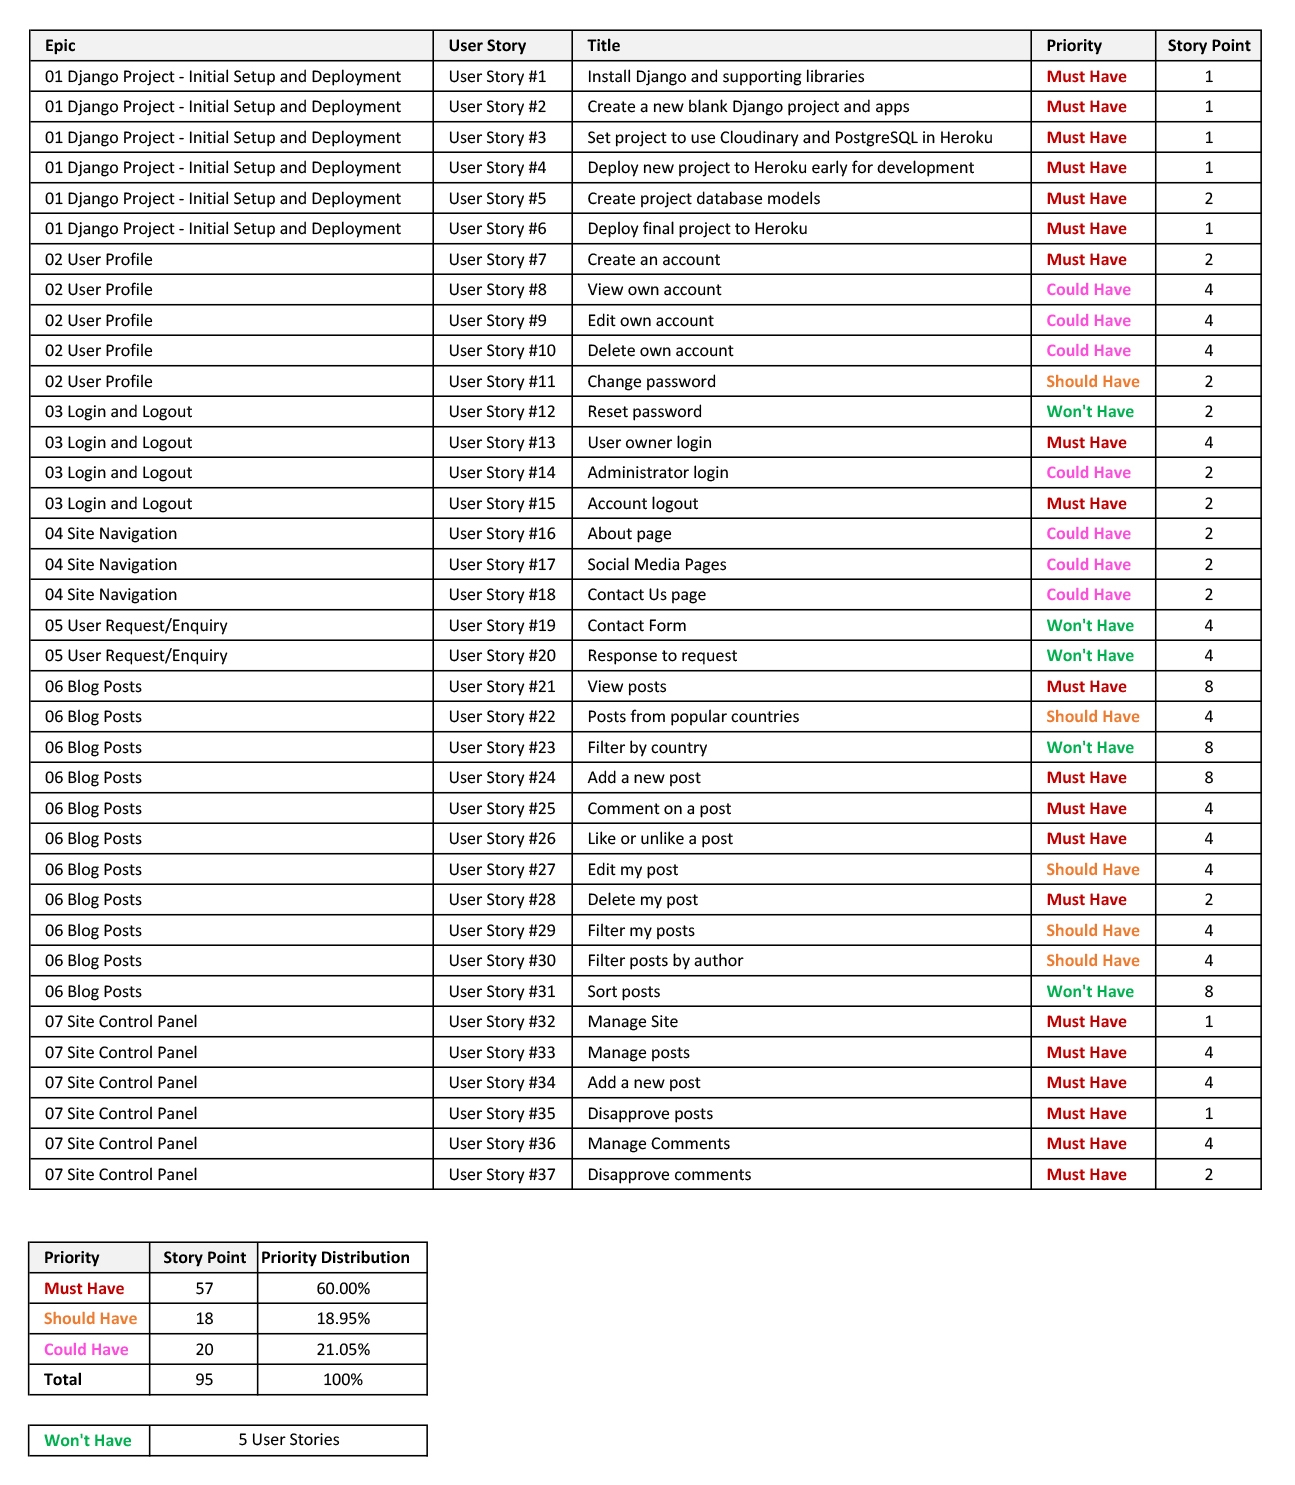 Epic User Story Title Priority Story Point
01 Django Project - Initial Setup and Deployment User Story #1 Install Django and supporting libraries Must Have 1
01 Django Project - Initial Setup and Deployment User Story #2 Create a new blank Django project and apps Must Have 1
01 Django Project - Initial Setup and Deployment User Story #3 Set project to use Cloudinary and PostgreSQL in Heroku Must Have 1
01 Django Project - Initial Setup and Deployment User Story #4 Deploy new project to Heroku early for development Must Have 1
01 Django Project - Initial Setup and Deployment User Story #5 Create project database models Must Have 2
01 Django Project - Initial Setup and Deployment User Story #6 Deploy final project to Heroku Must Have 1
02 User Profile User Story #7 Create an account Must Have 2
02 User Profile User Story #8 View own account Could Have 4
02 User Profile User Story #9 Edit own account Could Have 4
02 User Profile User Story #10 Delete own account Could Have 4
02 User Profile User Story #11 Change password Should Have 2
03 Login and Logout User Story #12 Reset password Won't Have 2
03 Login and Logout User Story #13 User owner login Must Have 4
03 Login and Logout User Story #14 Administrator login Could Have 2
03 Login and Logout User Story #15 Account logout Must Have 2
04 Site Navigation User Story #16 About page Could Have 2
04 Site Navigation User Story #17 Social Media Pages Could Have 2
04 Site Navigation User Story #18 Contact Us page Could Have 2
05 User Request/Enquiry User Story #19 Contact Form Won't Have 4
05 User Request/Enquiry User Story #20 Response to request Won't Have 4
06 Blog Posts User Story #21 View posts Must Have 8
06 Blog Posts User Story #22 Posts from popular countries Should Have 4
06 Blog Posts User Story #23 Filter by country Won't Have 8
06 Blog Posts User Story #24 Add a new post Must Have 8
06 Blog Posts User Story #25 Comment on a post Must Have 4
06 Blog Posts User Story #26 Like or unlike a post Must Have 4
06 Blog Posts User Story #27 Edit my post Should Have 4
06 Blog Posts User Story #28 Delete my post Must Have 2
06 Blog Posts User Story #29 Filter my posts Should Have 4
06 Blog Posts User Story #30 Filter posts by author Should Have 4
06 Blog Posts User Story #31 Sort posts Won't Have 8
07 Site Control Panel User Story #32 Manage Site Must Have 1
07 Site Control Panel User Story #33 Manage posts Must Have 4
07 Site Control Panel User Story #34 Add a new post Must Have 4
07 Site Control Panel User Story #35 Disapprove posts Must Have 1
07 Site Control Panel User Story #36 Manage Comments Must Have 4
07 Site Control Panel User Story #37 Disapprove comments Must Have 2
Priority Story Point Priority Distribution
Must Have 57 60.00%
Should Have 18 18.95%
Could Have 20 21.05%
Total 95 100%
Won't Have 5 User Stories